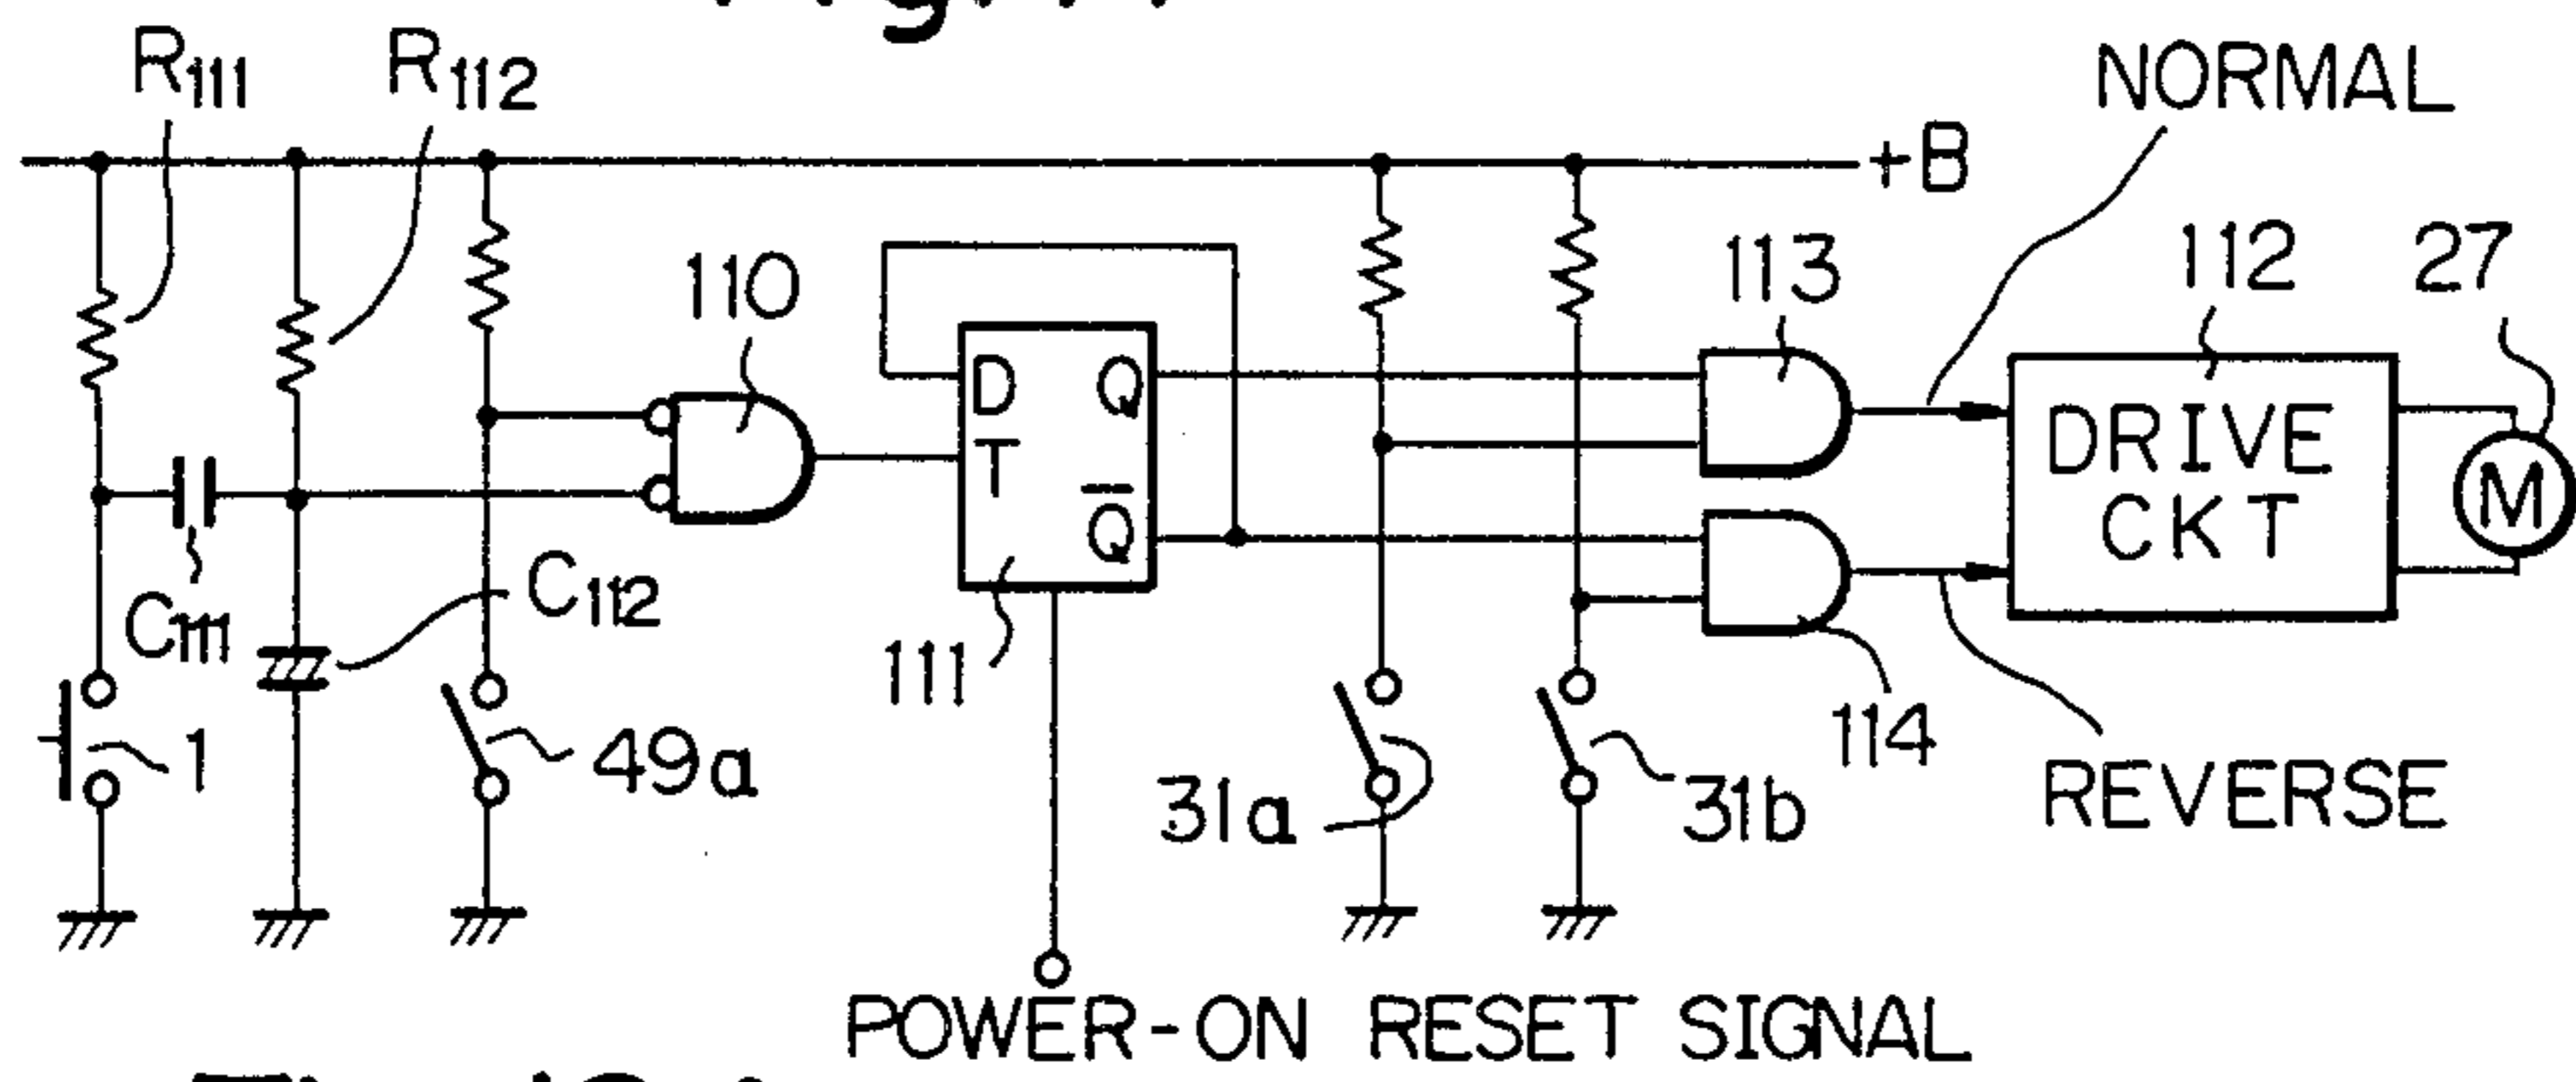 R111
R112
NORMAL
+B
110
113
112
27
D
Q
T
Q̅
DRIVE
CKT
M
C111
C112
111
1
49a
31a
31b
114
REVERSE
POWER-ON RESET SIGNAL